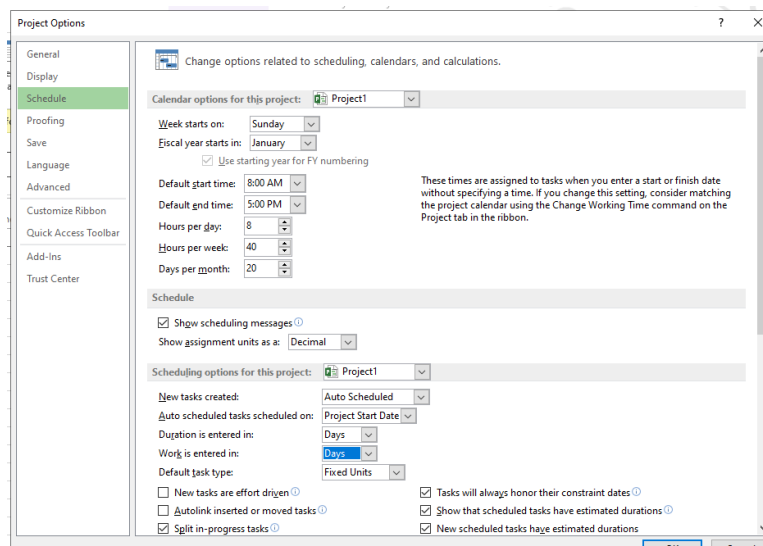 Project Options ? ×
General
Display
Schedule
Proofing
Save
Language
Advanced
Customize Ribbon
Quick Access Toolbar
Add-Ins
Trust Center
Change options related to scheduling, calendars, and calculations.
Calendar options for this project: Project1
Week starts on: Sunday
Fiscal year starts in: January
Use starting year for FY numbering
Default start time: 8:00 AM
Default end time: 5:00 PM
Hours per day: 8
Hours per week: 40
Days per month: 20
These times are assigned to tasks when you enter a start or finish date
without specifying a time. If you change this setting, consider matching
the project calendar using the Change Working Time command on the
Project tab in the ribbon.
Schedule
Show scheduling messages
Show assignment units as a: Decimal
Scheduling options for this project: Project1
New tasks created: Auto Scheduled
Auto scheduled tasks scheduled on: Project Start Date
Duration is entered in: Days
Work is entered in: Days
Default task type: Fixed Units
New tasks are effort driven
Autolink inserted or moved tasks
Split in-progress tasks
Tasks will always honor their constraint dates
Show that scheduled tasks have estimated durations
New scheduled tasks have estimated durations